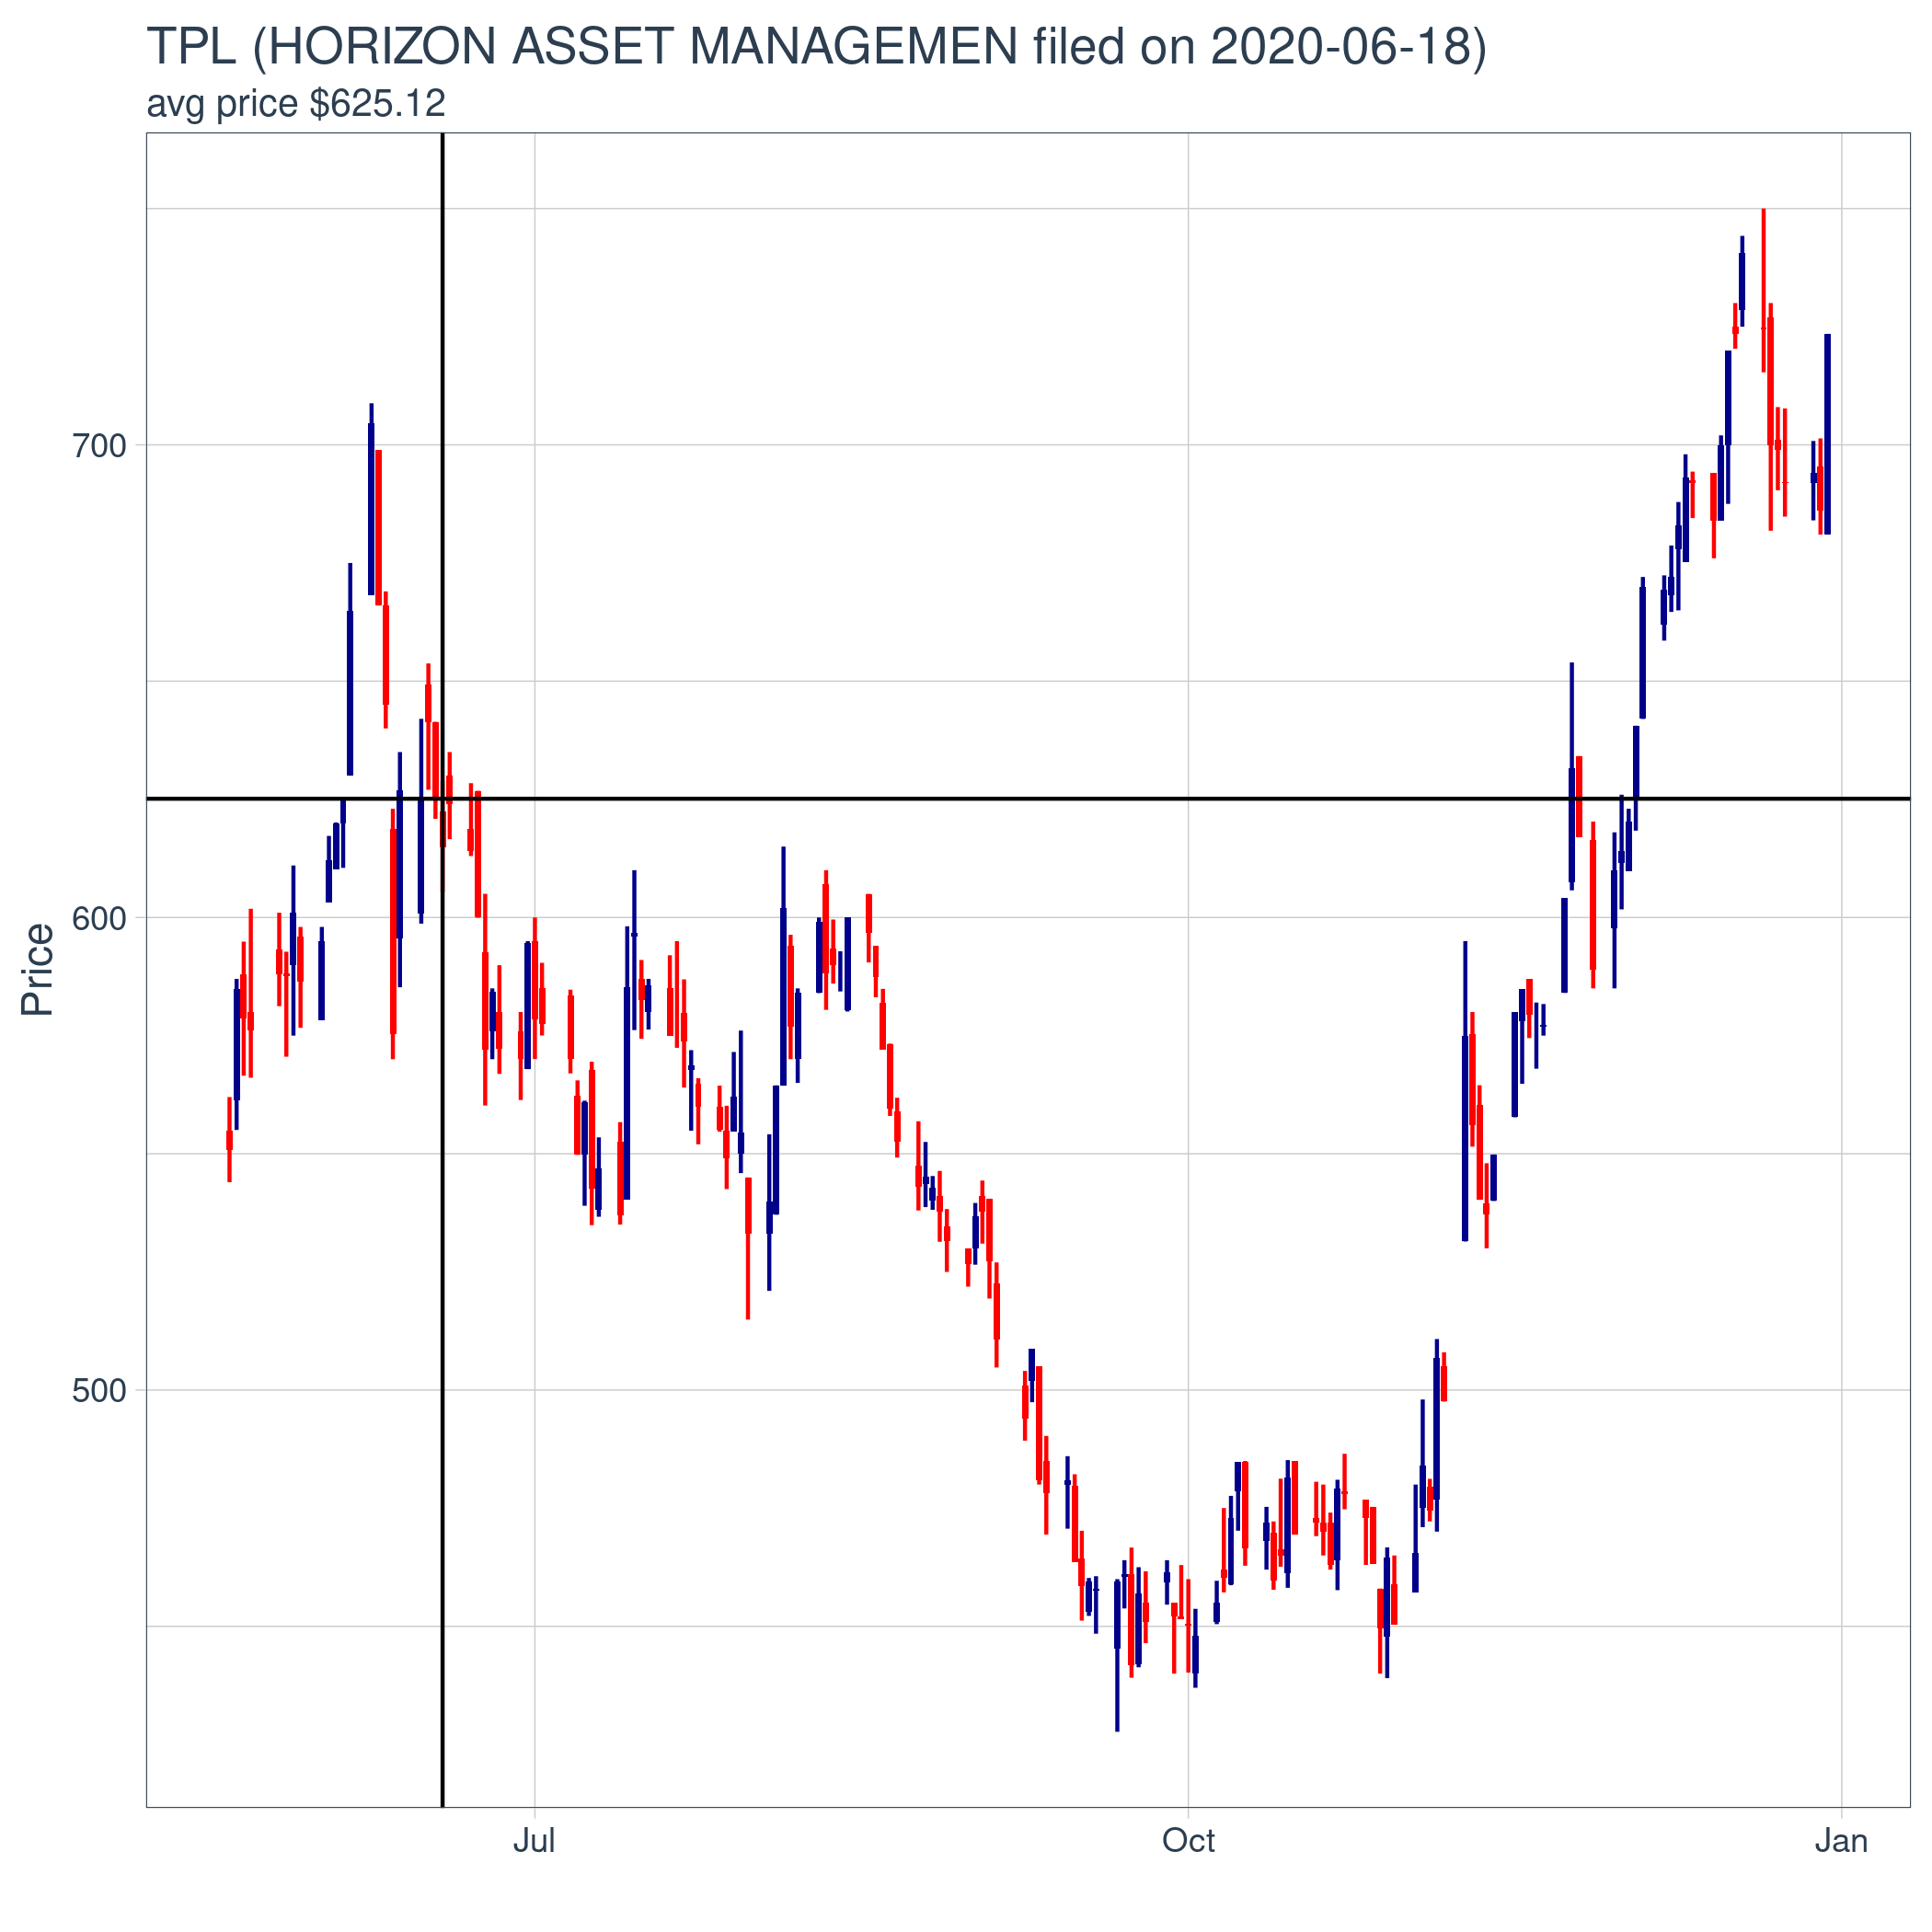 TPL (HORIZON ASSET MANAGEMEN filed on 2020-06-18)
avg price $625.12
700
600
500
Price
Jul
Oct
Jan